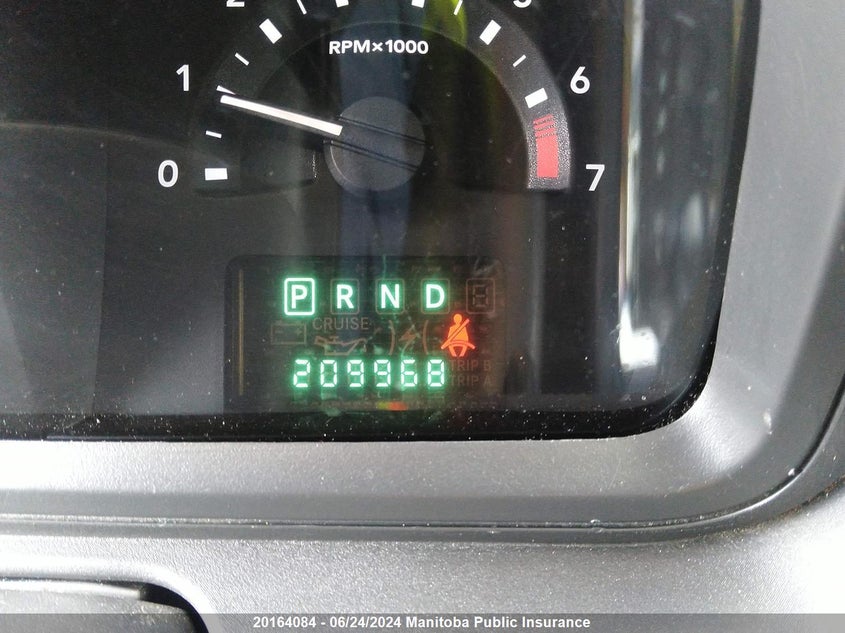 2
5
RPM×1000
1
6
0
7
P R N D
CRUISE
TRIP B
209968
TRIP A
20164084 - 06/24/2024 Manitoba Public Insurance